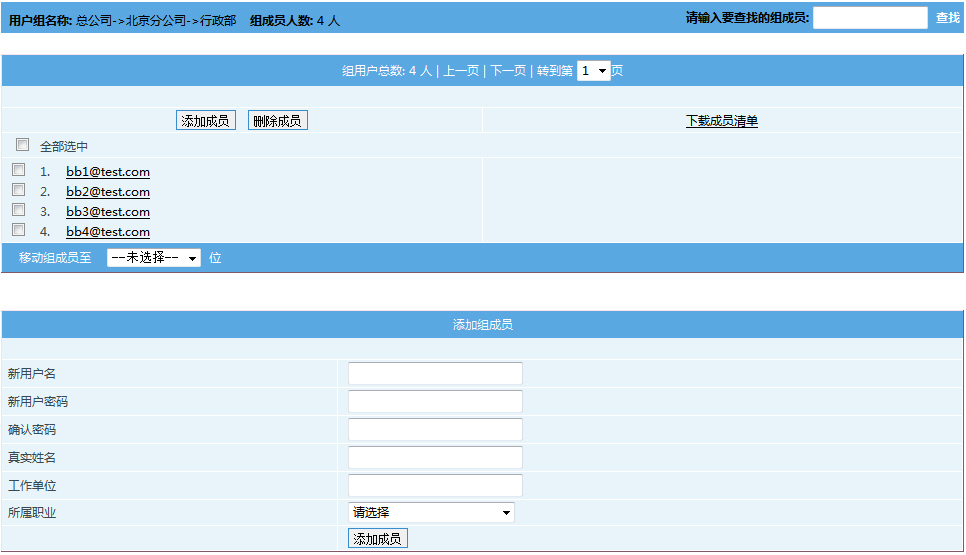 用户组名称: 总公司->北京分公司->行政部 组成员人数: 4 人 请输入要查找的组成员: 查找
组用户总数: 4 人 | 上一页 | 下一页 | 转到第 1 页
添加成员 删除成员 下载成员清单
全部选中
1. bb1@test.com
2. bb2@test.com
3. bb3@test.com
4. bb4@test.com
移动组成员至 --未选择-- 位
添加组成员
新用户名
新用户密码
确认密码
真实姓名
工作单位
所属职业 请选择
添加成员